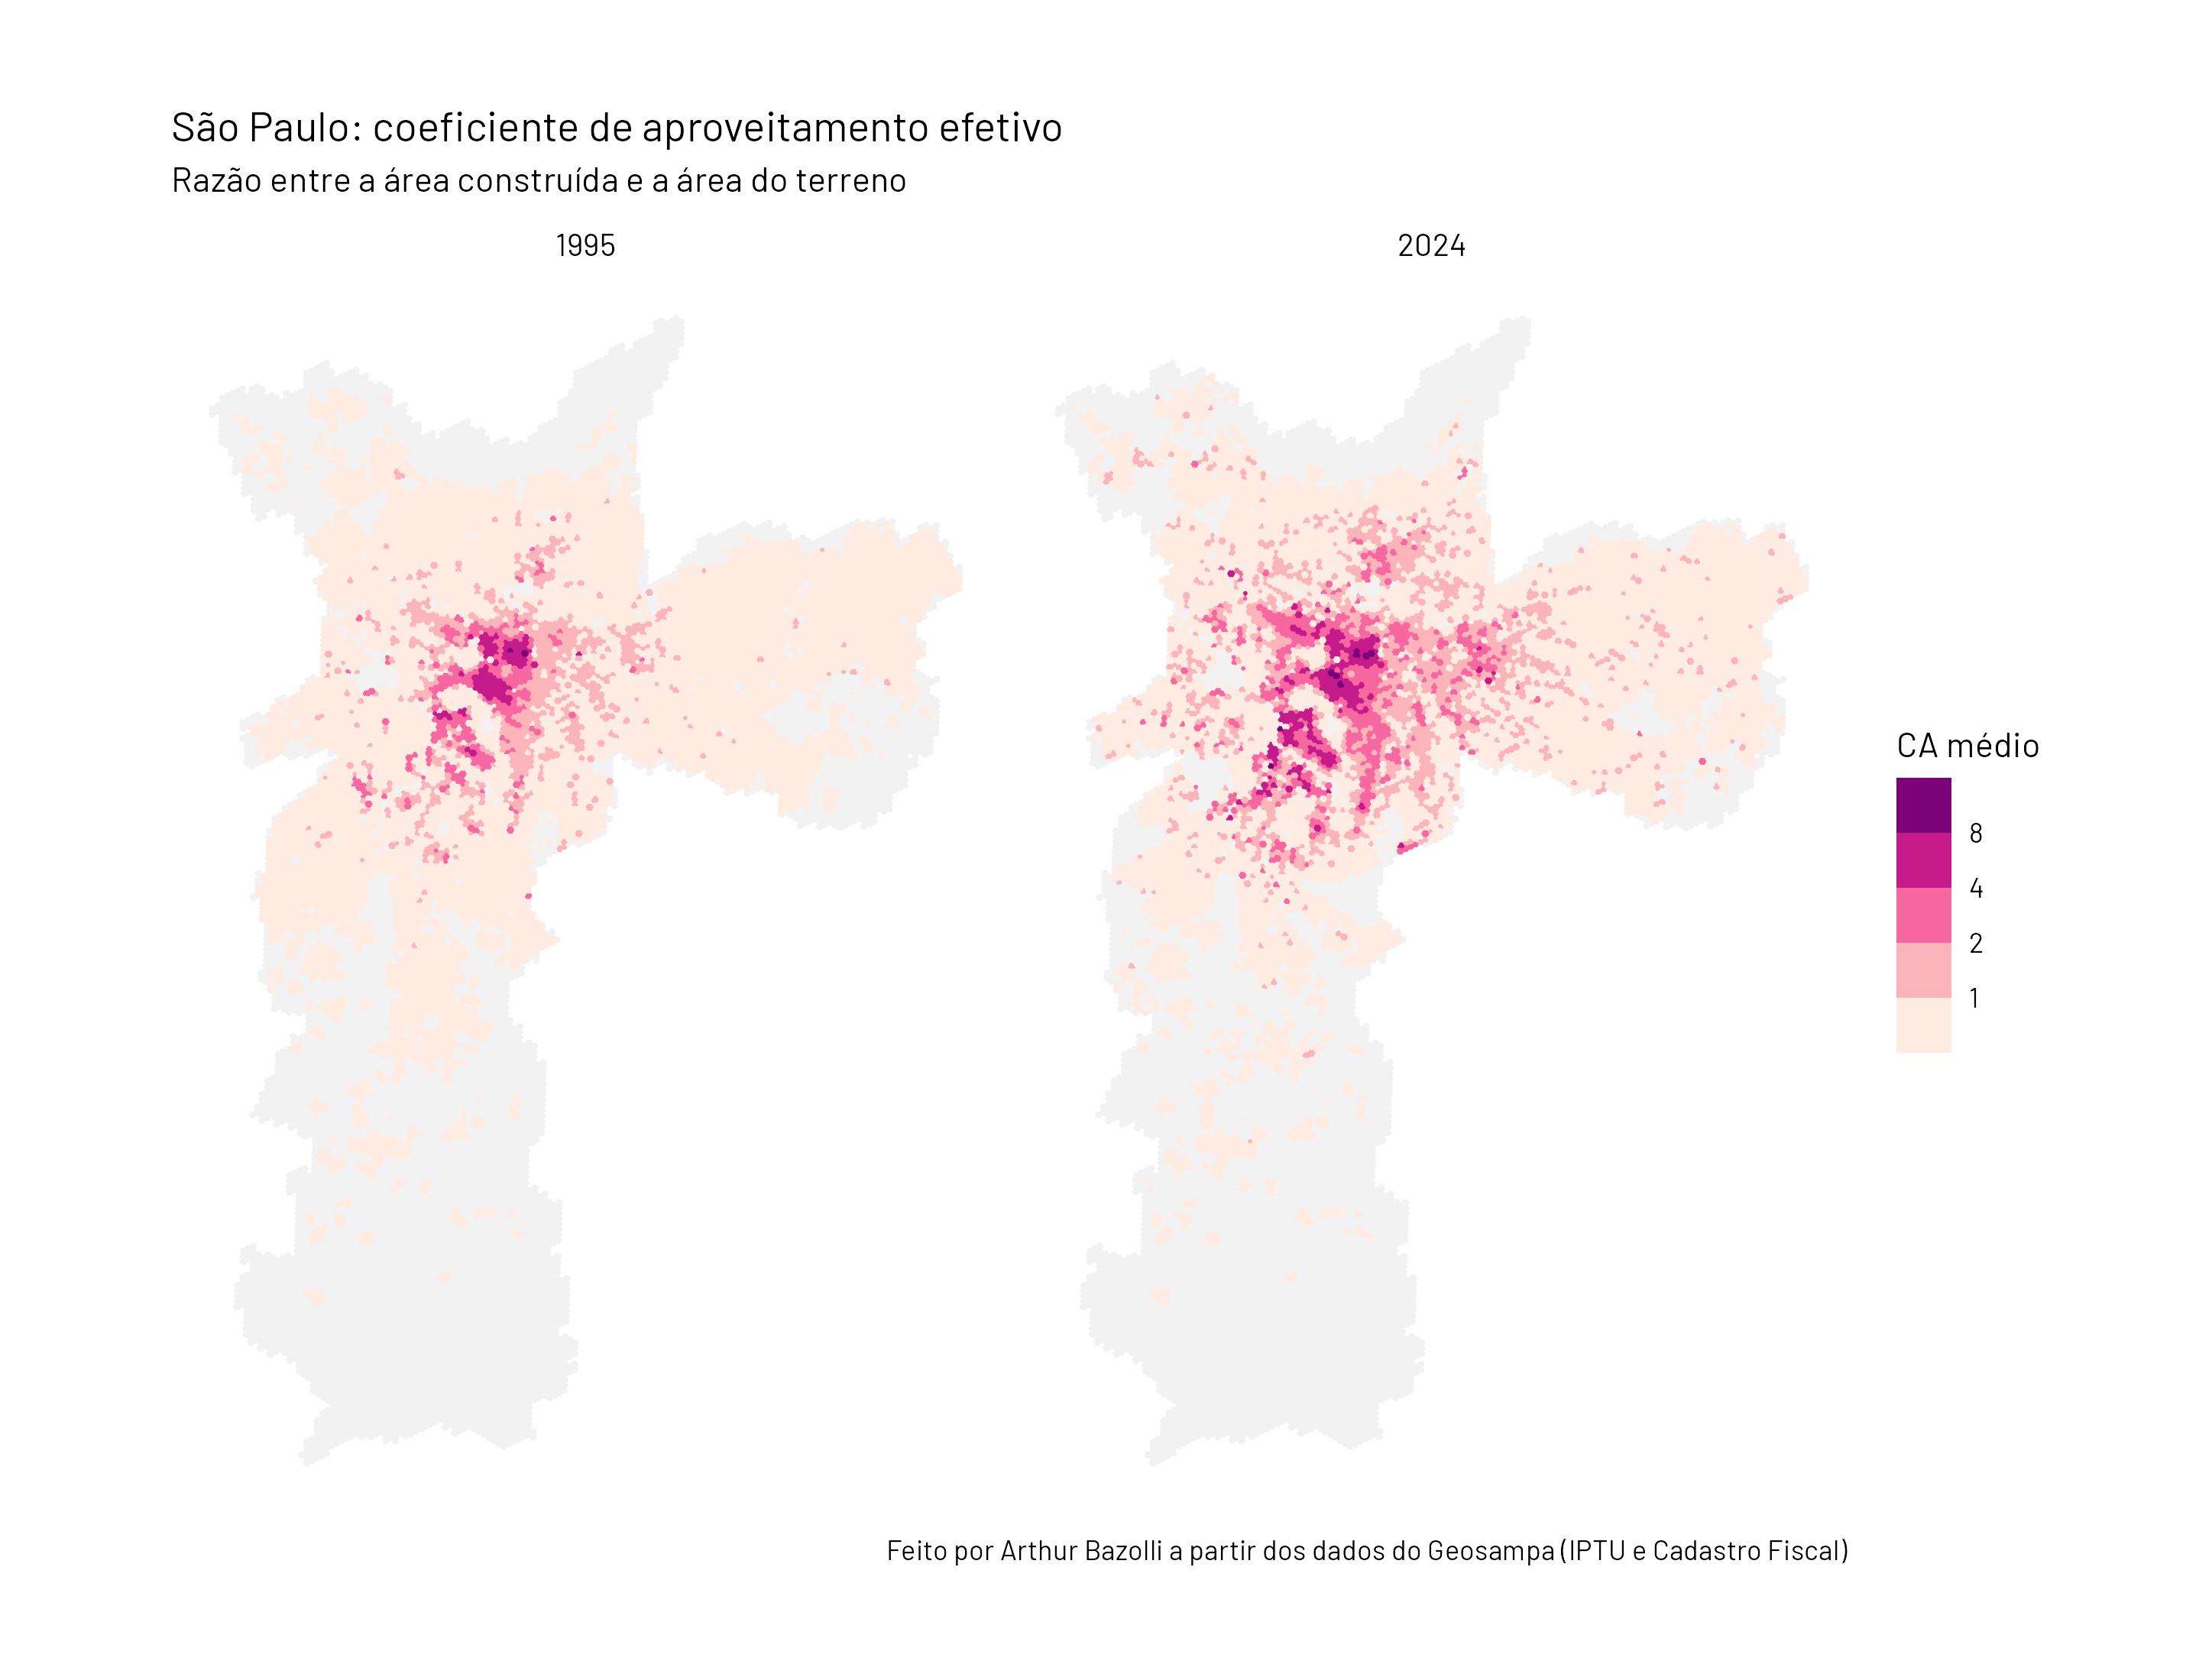 São Paulo: coeficiente de aproveitamento efetivo
Razão entre a área construída e a área do terreno
1995
2024
CA médio
8
4
2
1
Feito por Arthur Bazolli a partir dos dados do Geosampa (IPTU e Cadastro Fiscal)